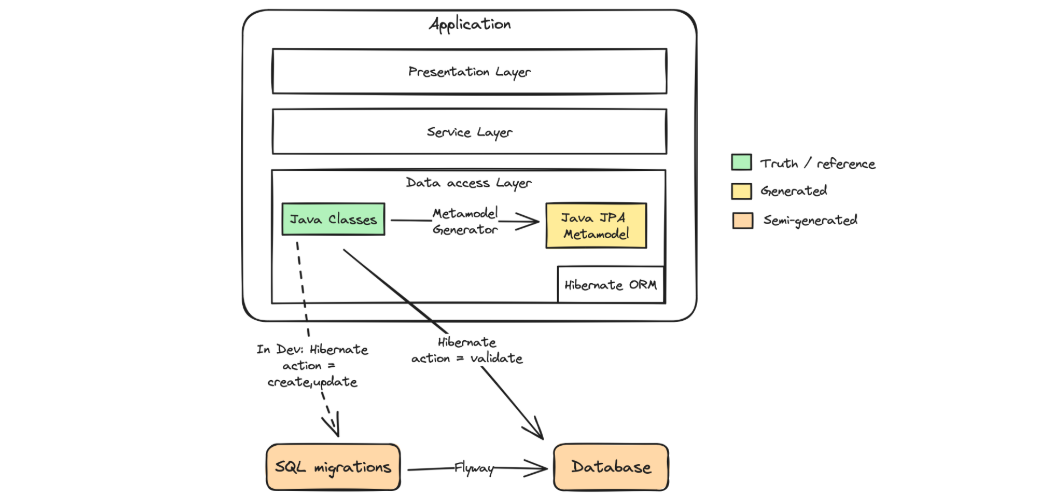 Application
Presentation Layer
Service Layer
Data access Layer
Java Classes
Metamodel
Generator
Java JPA
Metamodel
Hibernate ORM
Truth / reference
Generated
Semi-generated
In Dev: Hibernate
action =
create,update
Hibernate
action = validate
SQL migrations
Flyway
Database